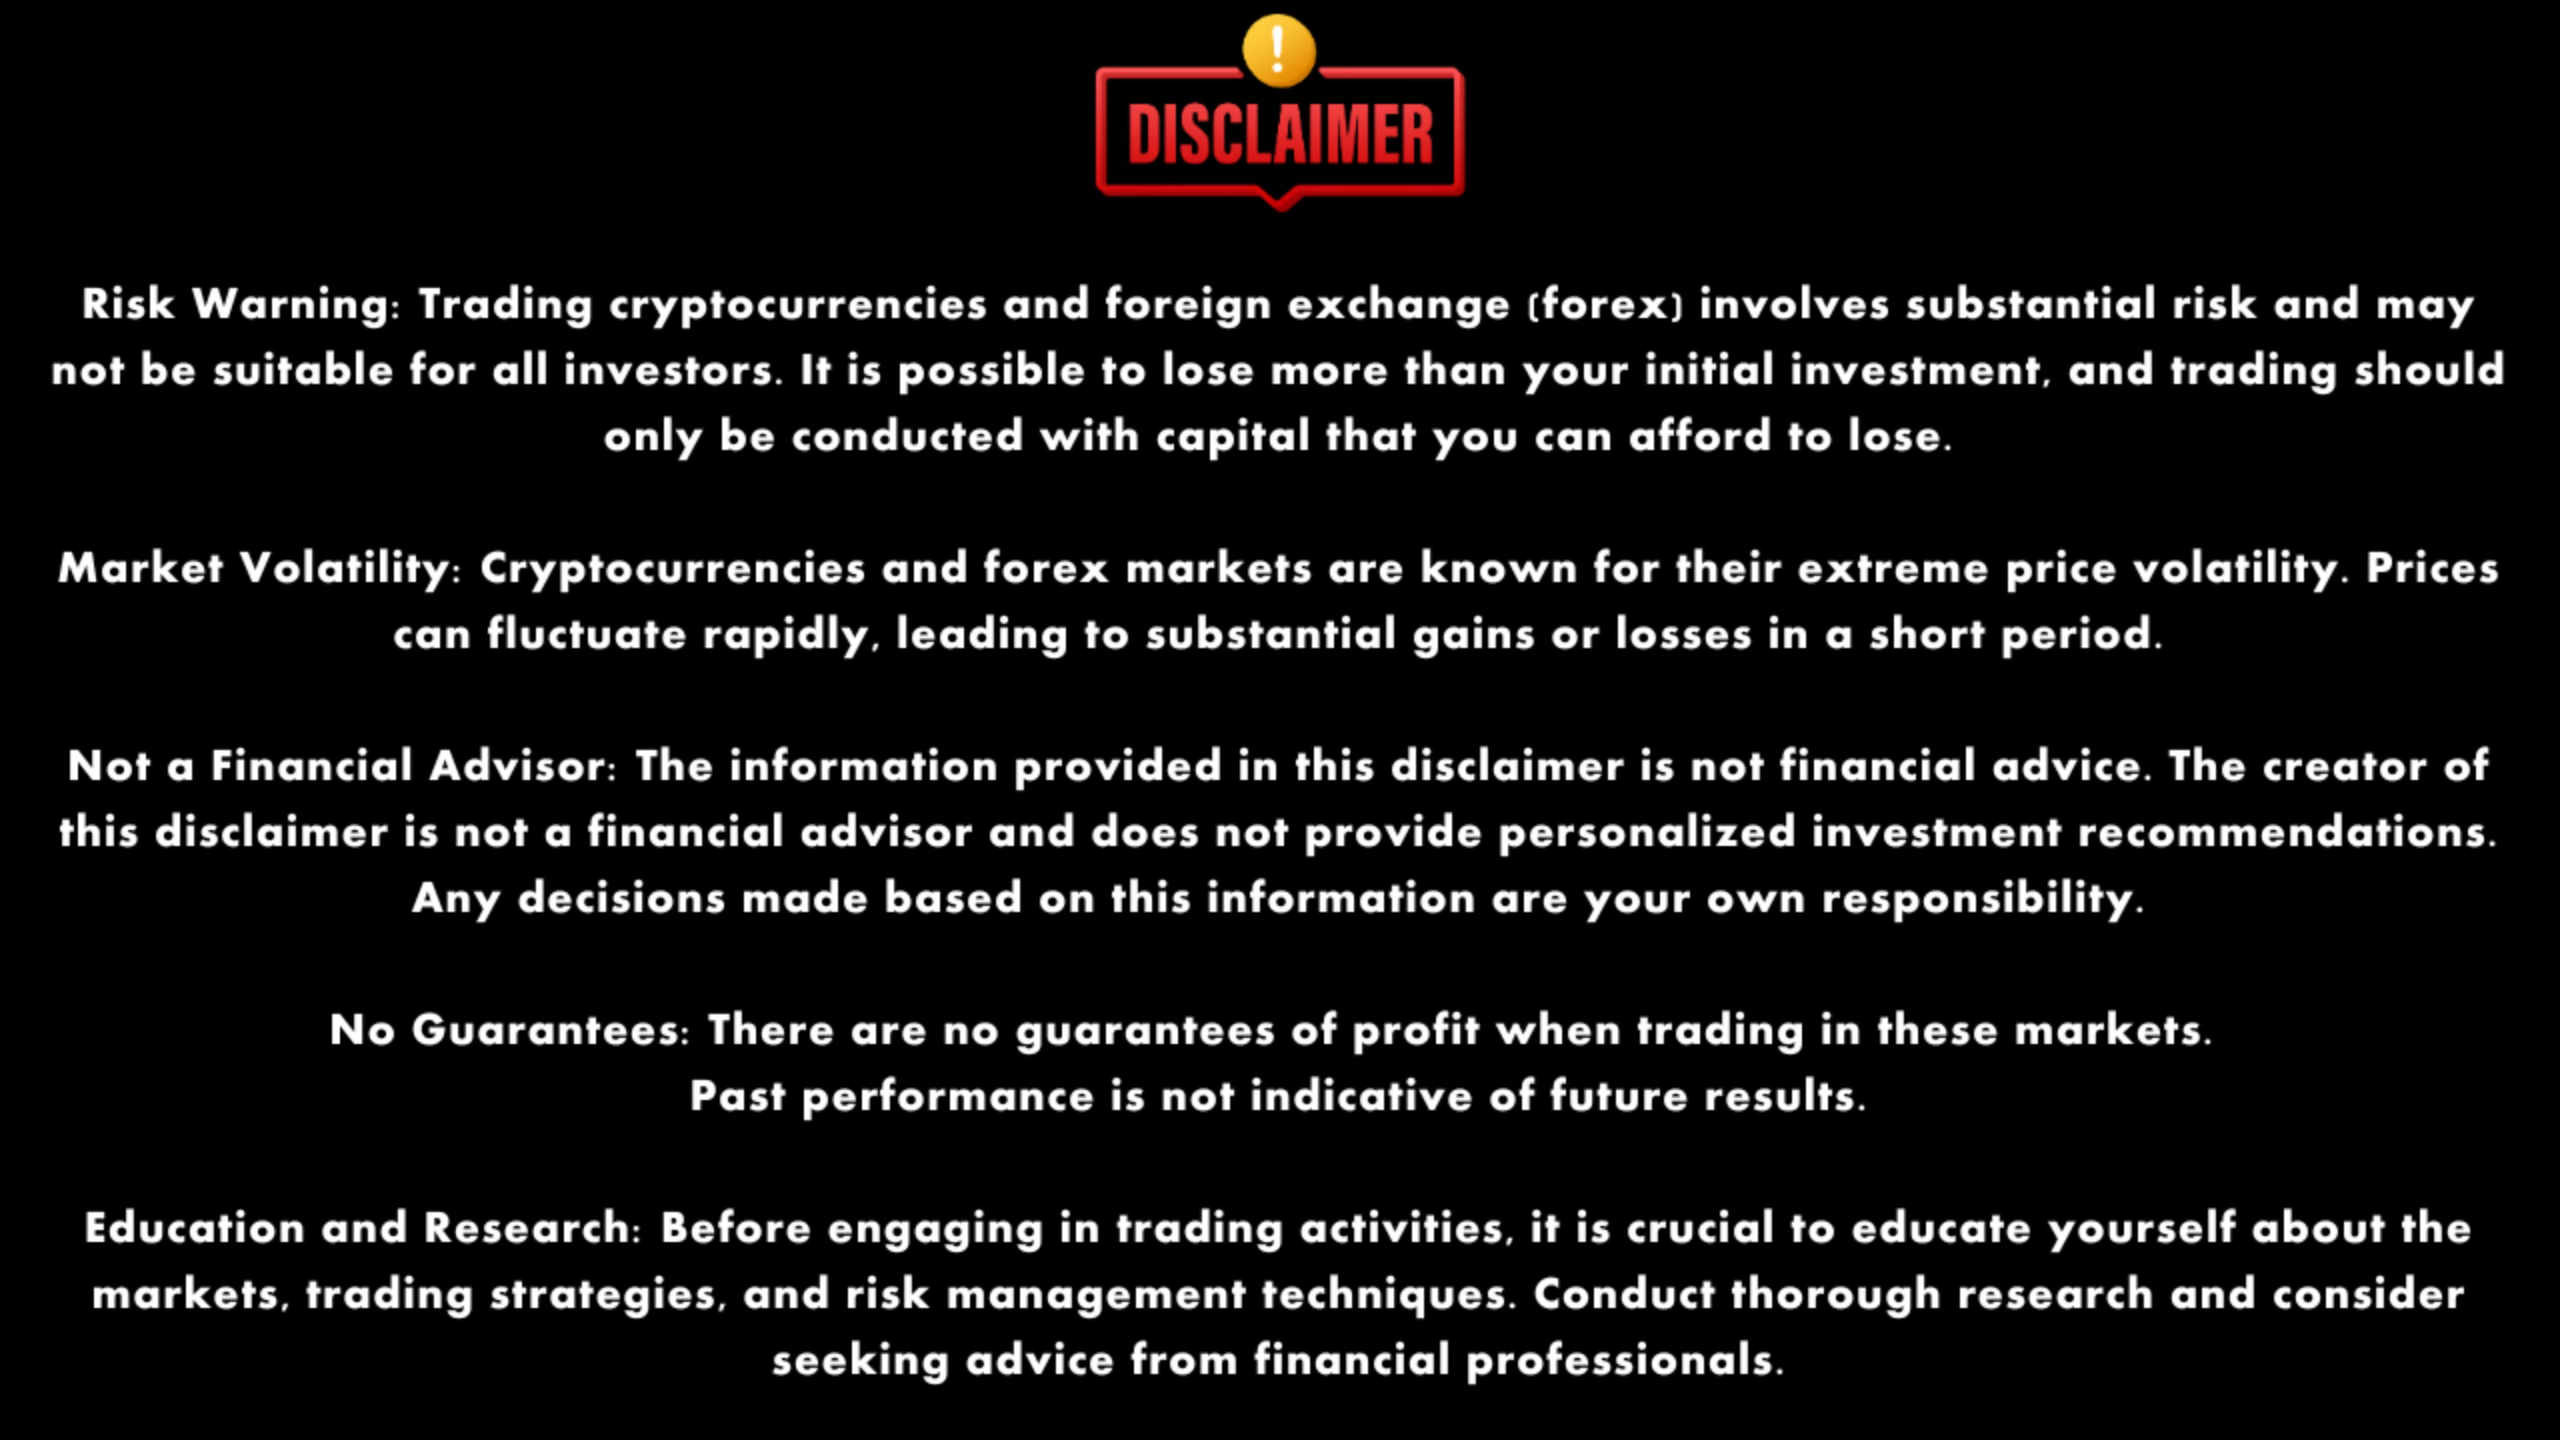 !
DISCLAIMER
Risk Warning: Trading cryptocurrencies and foreign exchange (forex) involves substantial risk and may
not be suitable for all investors. It is possible to lose more than your initial investment, and trading should
only be conducted with capital that you can afford to lose.
Market Volatility: Cryptocurrencies and forex markets are known for their extreme price volatility. Prices
can fluctuate rapidly, leading to substantial gains or losses in a short period.
Not a Financial Advisor: The information provided in this disclaimer is not financial advice. The creator of
this disclaimer is not a financial advisor and does not provide personalized investment recommendations.
Any decisions made based on this information are your own responsibility.
No Guarantees: There are no guarantees of profit when trading in these markets.
Past performance is not indicative of future results.
Education and Research: Before engaging in trading activities, it is crucial to educate yourself about the
markets, trading strategies, and risk management techniques. Conduct thorough research and consider
seeking advice from financial professionals.